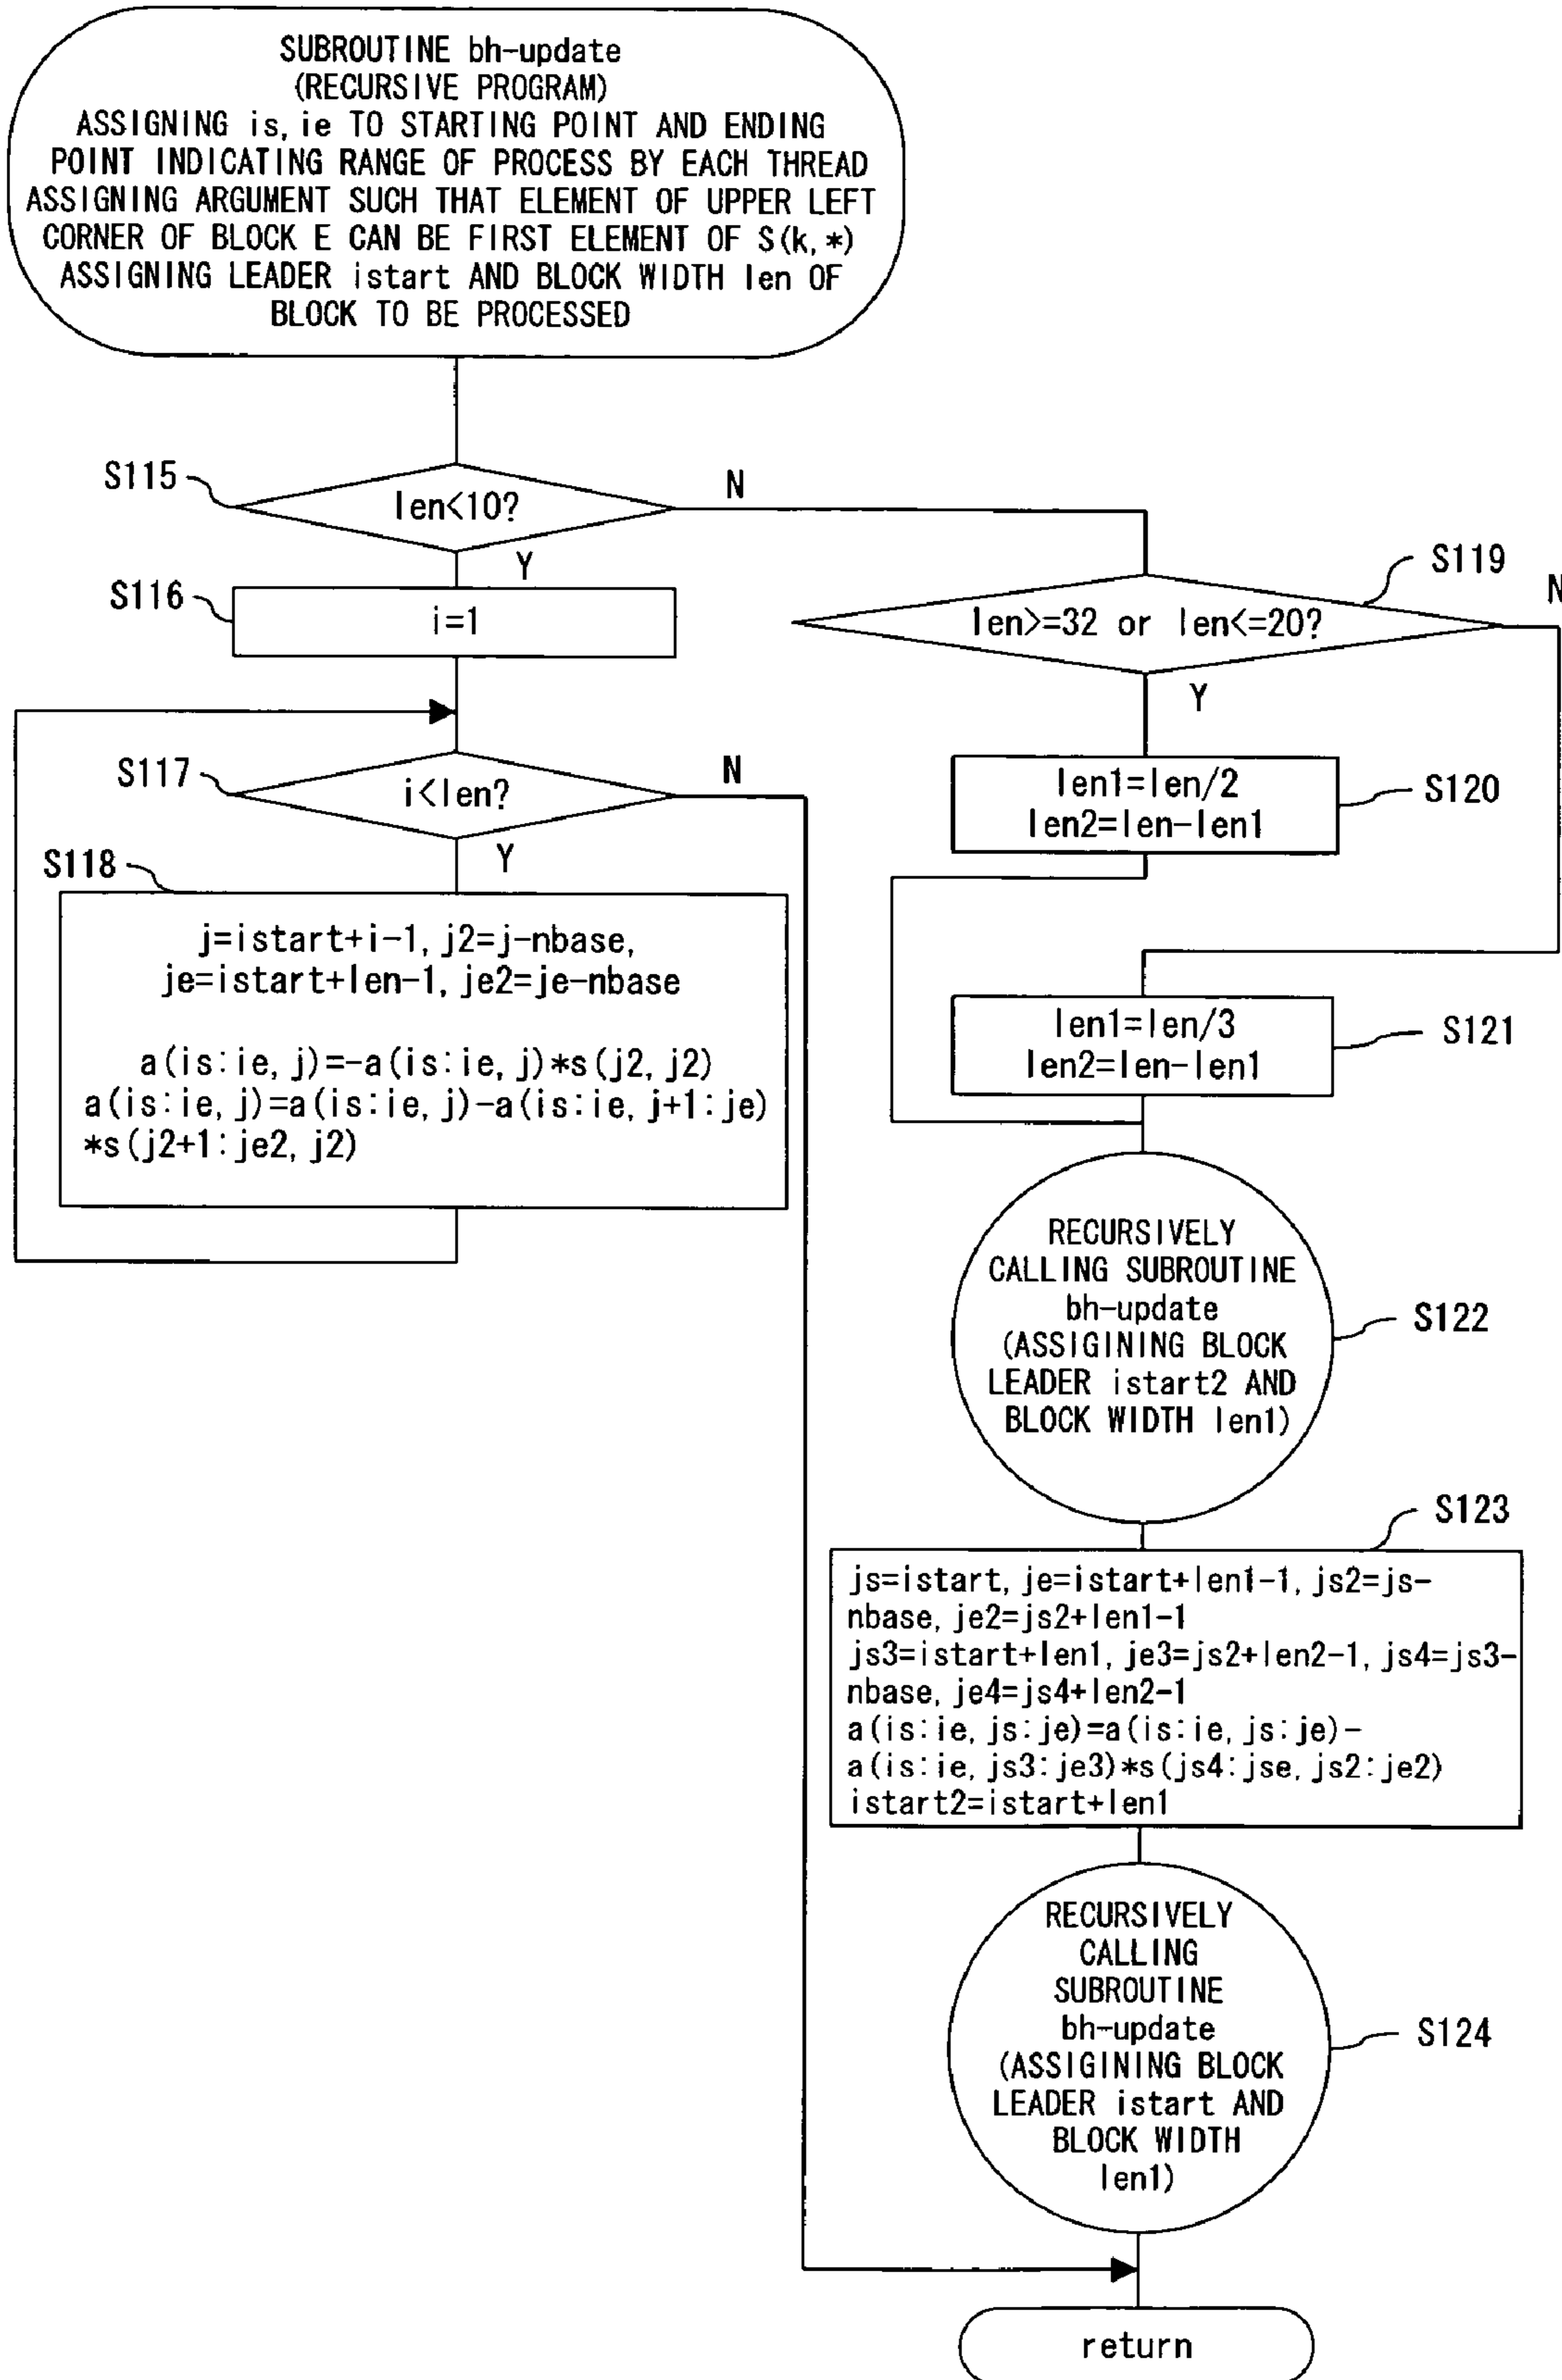 SUBROUTINE bh-update
(RECURSIVE PROGRAM)
ASSIGNING is, ie TO STARTING POINT AND ENDING
POINT INDICATING RANGE OF PROCESS BY EACH THREAD
ASSIGNING ARGUMENT SUCH THAT ELEMENT OF UPPER LEFT
CORNER OF BLOCK E CAN BE FIRST ELEMENT OF S(k,*)
ASSIGNING LEADER istart AND BLOCK WIDTH len OF
BLOCK TO BE PROCESSED
S115
len<10?
N
Y
S116
i=1
S117
i<len?
N
Y
S118
j=istart+i-1, j2=j-nbase,
je=istart+len-1, je2=je-nbase
a(is:ie, j)=-a(is:ie, j)*s(j2, j2)
a(is:ie, j)=a(is:ie, j)-a(is:ie, j+1:je)
*s(j2+1:je2, j2)
S119
len>=32 or len<=20?
N
Y
len1=len/2
len2=len-len1
S120
len1=len/3
len2=len-len1
S121
RECURSIVELY
CALLING SUBROUTINE
bh-update
(ASSIGINING BLOCK
LEADER istart2 AND
BLOCK WIDTH len1)
S122
S123
js=istart, je=istart+len1-1, js2=js-
nbase, je2=js2+len1-1
js3=istart+len1, je3=js2+len2-1, js4=js3-
nbase, je4=js4+len2-1
a(is:ie, js:je)=a(is:ie, js:je)-
a(is:ie, js3:je3)*s(js4:jse, js2:je2)
istart2=istart+len1
RECURSIVELY
CALLING
SUBROUTINE
bh-update
(ASSIGINING BLOCK
LEADER istart AND
BLOCK WIDTH
len1)
S124
return